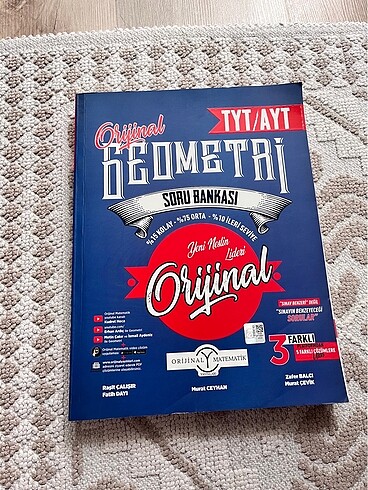 TYT/AYT
Orijinal
GEOMETRİ
SORU BANKASI
%15 KOLAY - %75 ORTA - %10 İLERİ SEVİYE
Yeni Neslin
Lideri
Orijinal
"SINAV BENZERİ" DEĞİL
"SINAVIN BENZEYECEĞİ
SORULAR"
3 FARKLI
ORİJİNAL MATEMATİK
Raşit ÇALIŞIR
Fatih DAYI
Murat CEYHAN
Zafer BALCI
Murat ÇEVİK